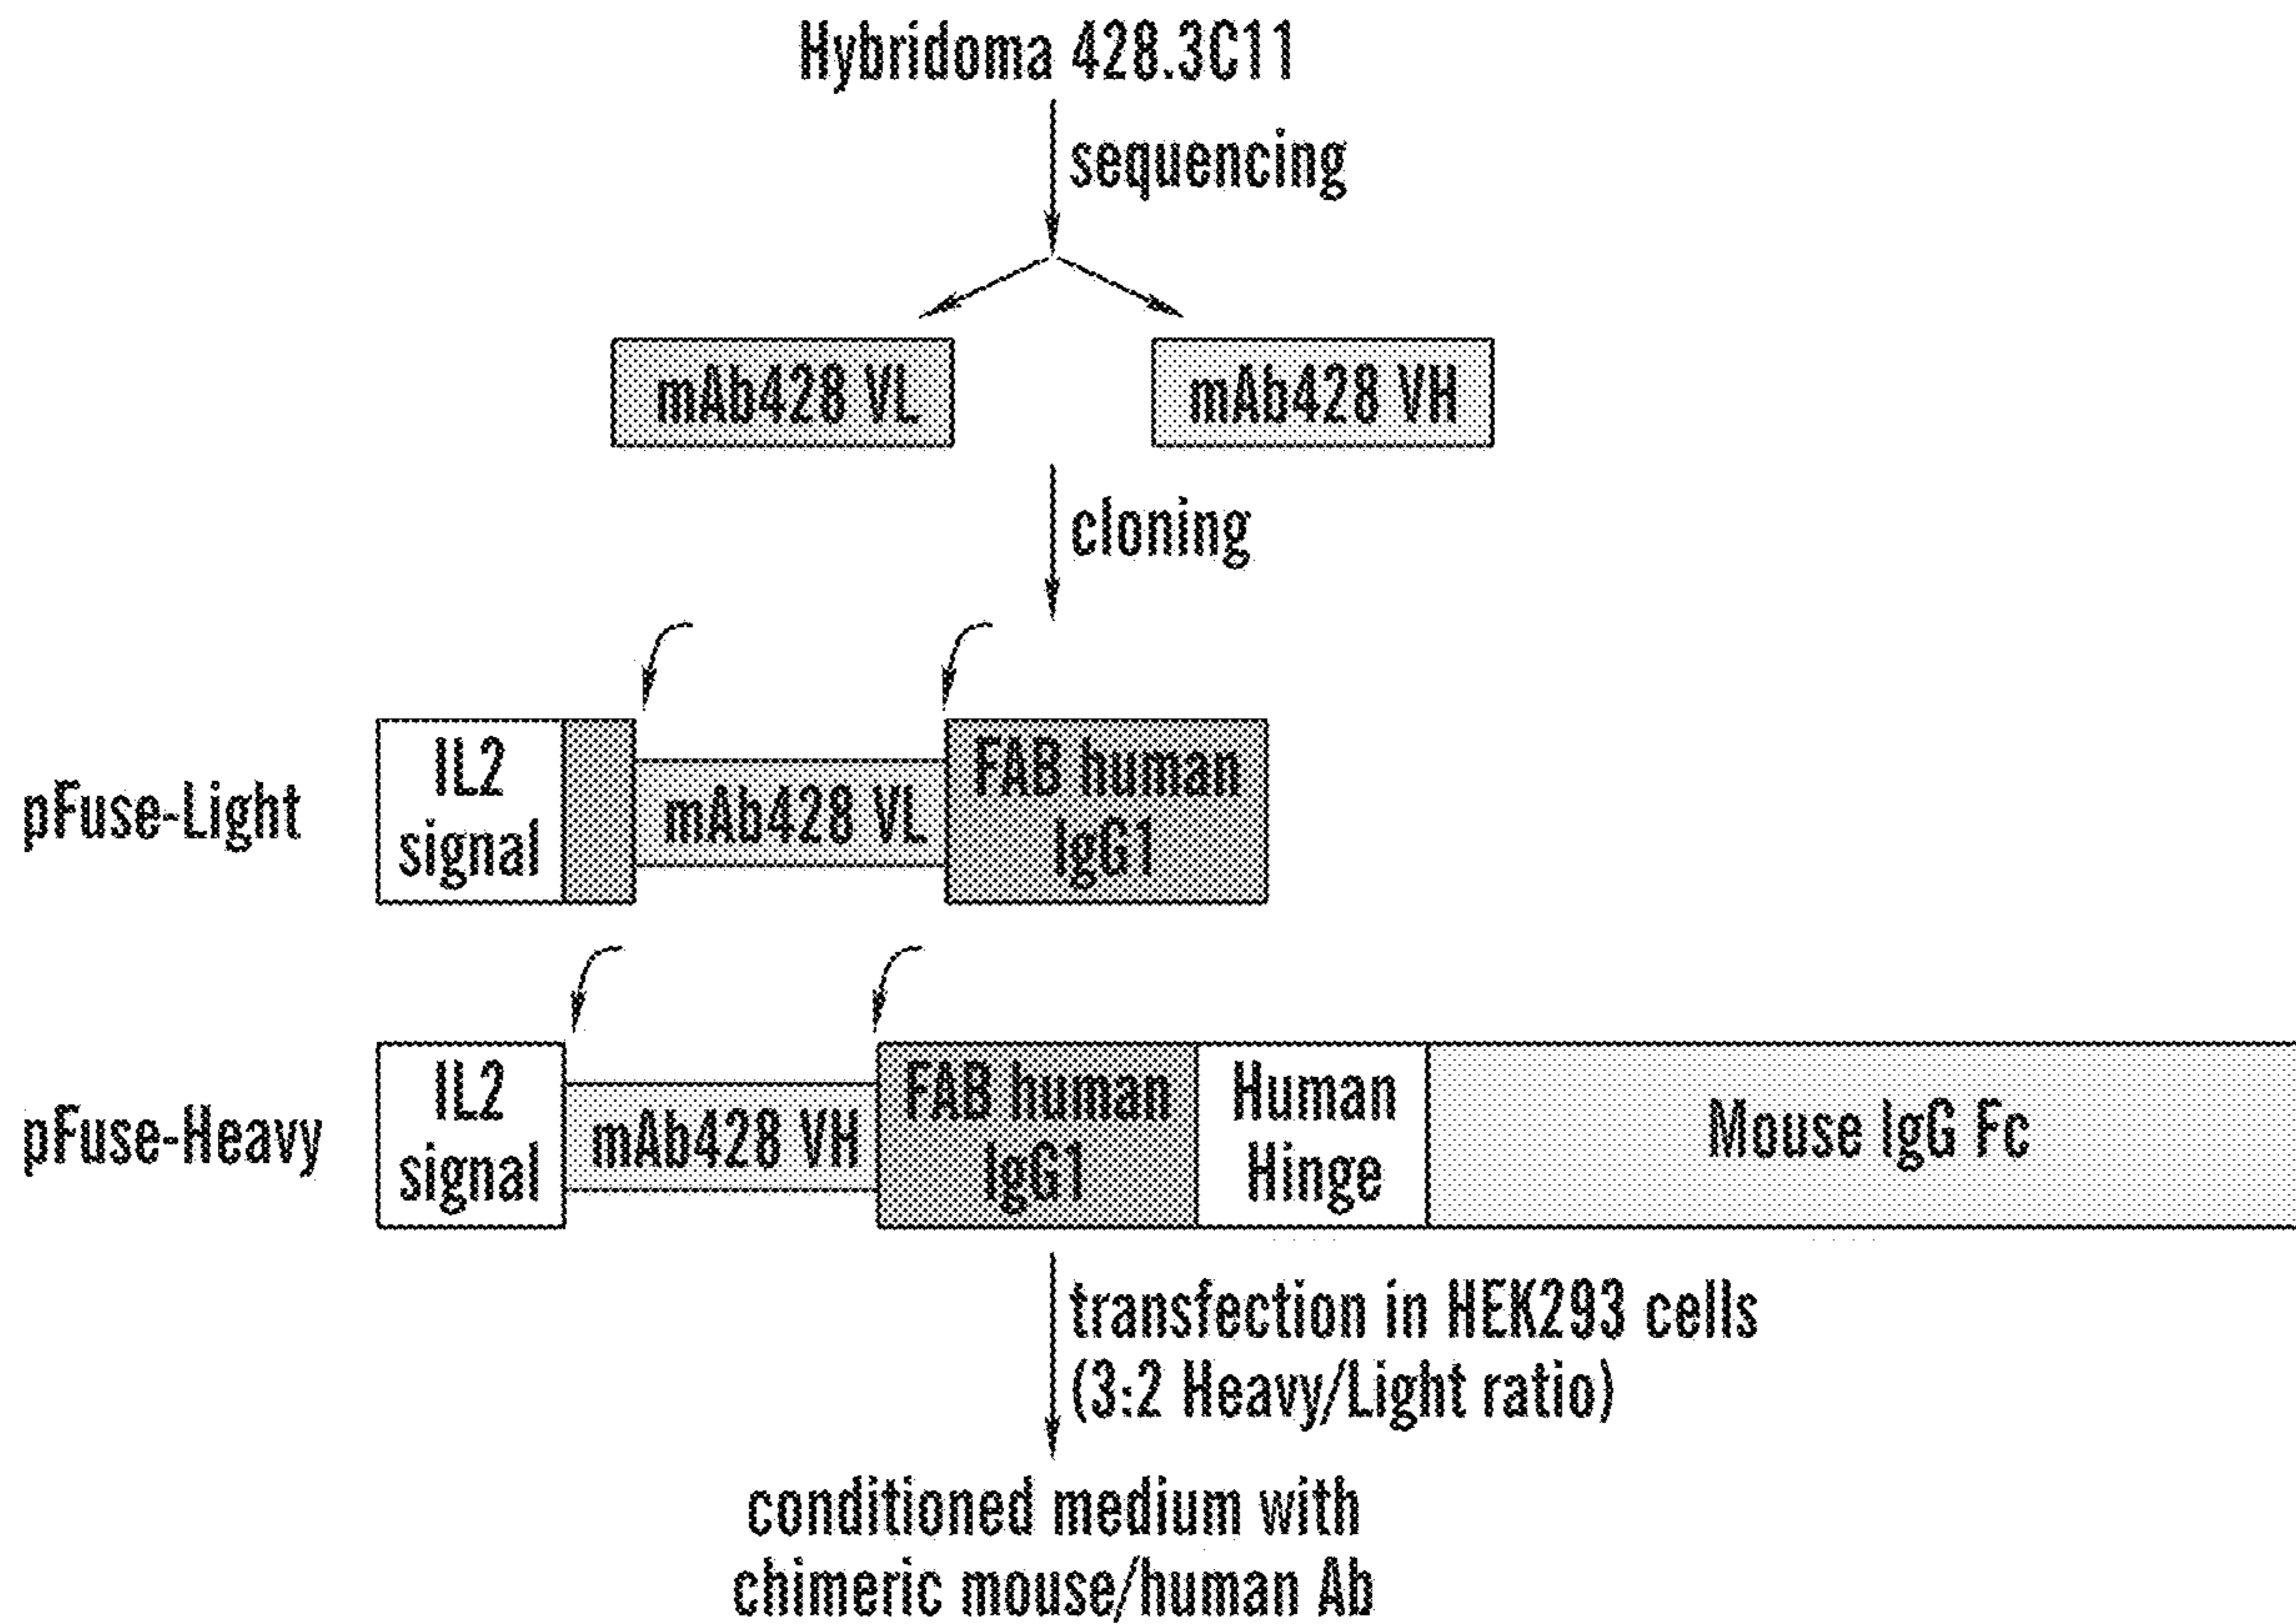 Hybridoma 428.3C11
sequencing
mAb428 VL
mAb428 VH
cloning
pFuse-Light
IL2
signal
mAb428 VL
FAB human
IgG1
pFuse-Heavy
IL2
signal
mAb428 VH
FAB human
IgG1
Human
Hinge
Mouse IgG Fc
transfection in HEK293 cells
(3:2 Heavy/Light ratio)
conditioned medium with
chimeric mouse/human Ab